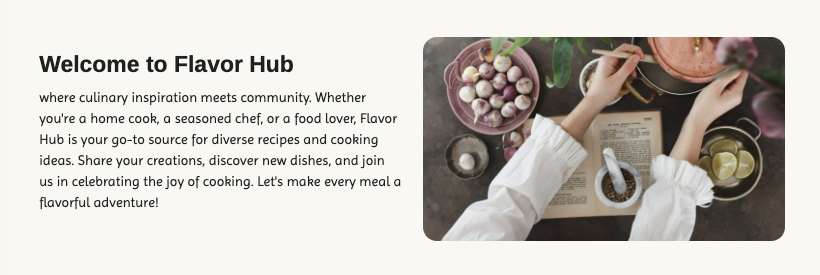 Welcome to Flavor Hub
where culinary inspiration meets community. Whether
you're a home cook, a seasoned chef, or a food lover, Flavor
Hub is your go-to source for diverse recipes and cooking
ideas. Share your creations, discover new dishes, and join
us in celebrating the joy of cooking. Let's make every meal a
flavorful adventure!